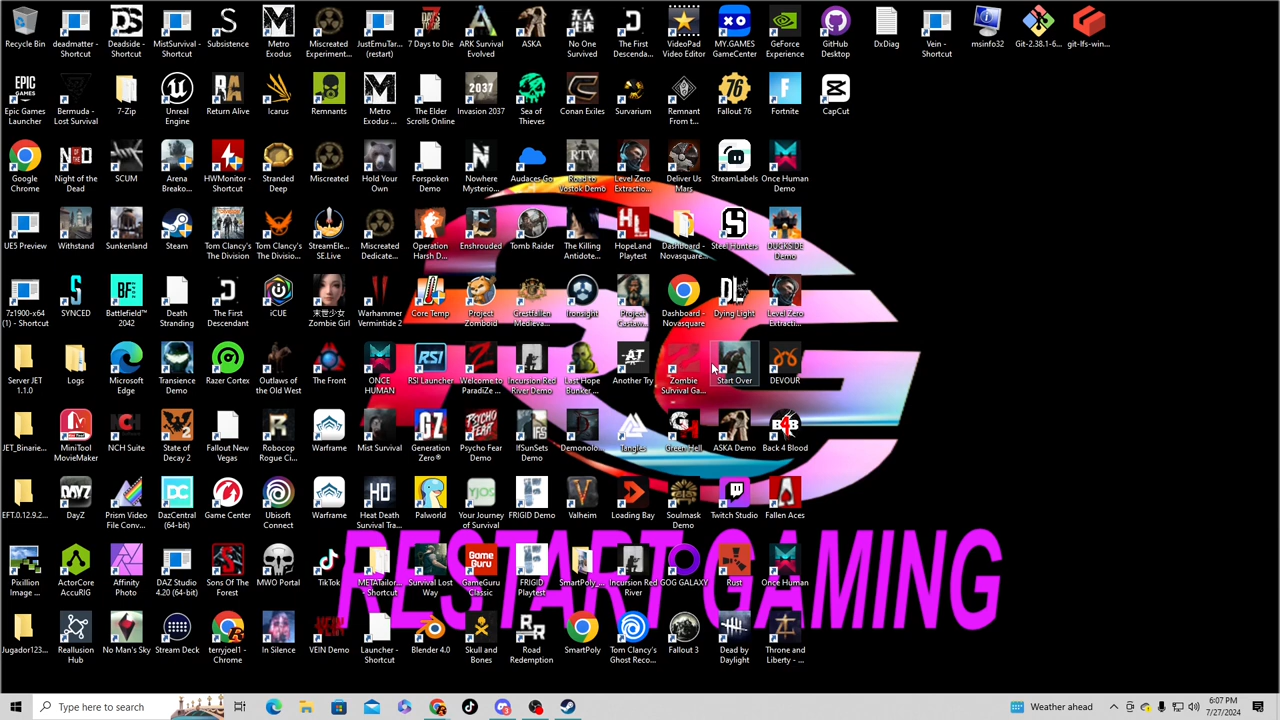 Recycle Bin
deadmatter - Shortcut
Deadside - Shortcut
MistSurvival - Shortcut
Subsistence
Metro Exodus
Miscreated Experiment...
JustEmuTar... (restart)
7 Days to Die
ARK Survival Evolved
ASKA
No One Survived
The First Descenda...
VideoPad Video Editor
MY.GAMES GameCenter
GeForce Experience
GitHub Desktop
DxDiag
Vein - Shortcut
msinfo32
Git-2.38.1-6...
git-lfs-win...
Epic Games Launcher
Bermuda - Lost Survival
7-Zip
Unreal Engine
Return Alive
Icarus
Remnants
Metro Exodus ...
The Elder Scrolls Online
Invasion 2037
Sea of Thieves
Conan Exiles
Survarium
Remnant From t...
Fallout 76
Fortnite
CapCut
Google Chrome
Night of the Dead
SCUM
Arena Breako...
HWMonitor - Shortcut
Stranded Deep
Miscreated
Hold Your Own
Forspoken Demo
Nowhere Mysterio...
Audaces Go
Road to Vostok Demo
Level Zero Extractio...
Deliver Us Mars
StreamLabels
Once Human Demo
UE5 Preview
Withstand
Sunkenland
Steam
Tom Clancy's The Division
Tom Clancy's The Divisio...
StreamEle... SE.Live
Miscreated Dedicate...
Operation Harsh D...
Enshrouded
Tomb Raider
The Killing Antidote...
HopeLand Playtest
Dashboard - Novasquare...
Steel Hunters
DUCKSIDE Demo
7z1900-x64 (1) - Shortcut
SYNCED
Battlefield™ 2042
Death Stranding
The First Descendant
iCUE
末世少女 Zombie Girl
Warhammer Vermintide 2
Core Temp
Project Zomboid
Crestfallen Medieva...
Ironsight
Project Castaw...
Dashboard - Novasquare
Dying Light
Level Zero Extracti...
Server JET 1.1.0
Logs
Microsoft Edge
Transience Demo
Razer Cortex
Outlaws of the Old West
The Front
ONCE HUMAN
RSI Launcher
Welcome to ParadiZe ...
Incursion Red River Demo
Last Hope Bunker ...
Another Try
Zombie Survival Ga...
Start Over
DEVOUR
JET_Binarie...
MiniTool MovieMaker
NCH Suite
State of Decay 2
Fallout New Vegas
Robocop Rogue Ci...
Warframe
Mist Survival
Generation Zero®
Psycho Fear Demo
IfSunSets Demo
Demonolo...
Tangles
Green Hell
ASKA Demo
Back 4 Blood
EFT.0.12.9.2...
DayZ
Prism Video File Conv...
DazCentral (64-bit)
Game Center
Ubisoft Connect
Warframe
Heat Death Survival Tra...
Palworld
Your Journey of Survival
FRIGID Demo
Valheim
Loading Bay
Soulmask Demo
Twitch Studio
Fallen Aces
Pixillion Image ...
ActorCore AccuRIG
Affinity Photo
DAZ Studio 4.20 (64-bit)
Sons Of The Forest
MWO Portal
TikTok
METATailor... - Shortcut
Survival Lost Way
GameGuru Classic
FRIGID Playtest
SmartPoly_...
Incursion Red River
GOG GALAXY
Rust
Once Human
Jugador123...
Reallusion Hub
No Man's Sky
Stream Deck
terryjoel1 - Chrome
In Silence
VEIN Demo
Launcher - Shortcut
Blender 4.0
Skull and Bones
Road Redemption
SmartPoly
Tom Clancy's Ghost Reco...
Fallout 3
Dead by Daylight
Throne and Liberty - ...
RESTART GAMING
Type here to search
Weather ahead
6:07 PM
7/27/2024